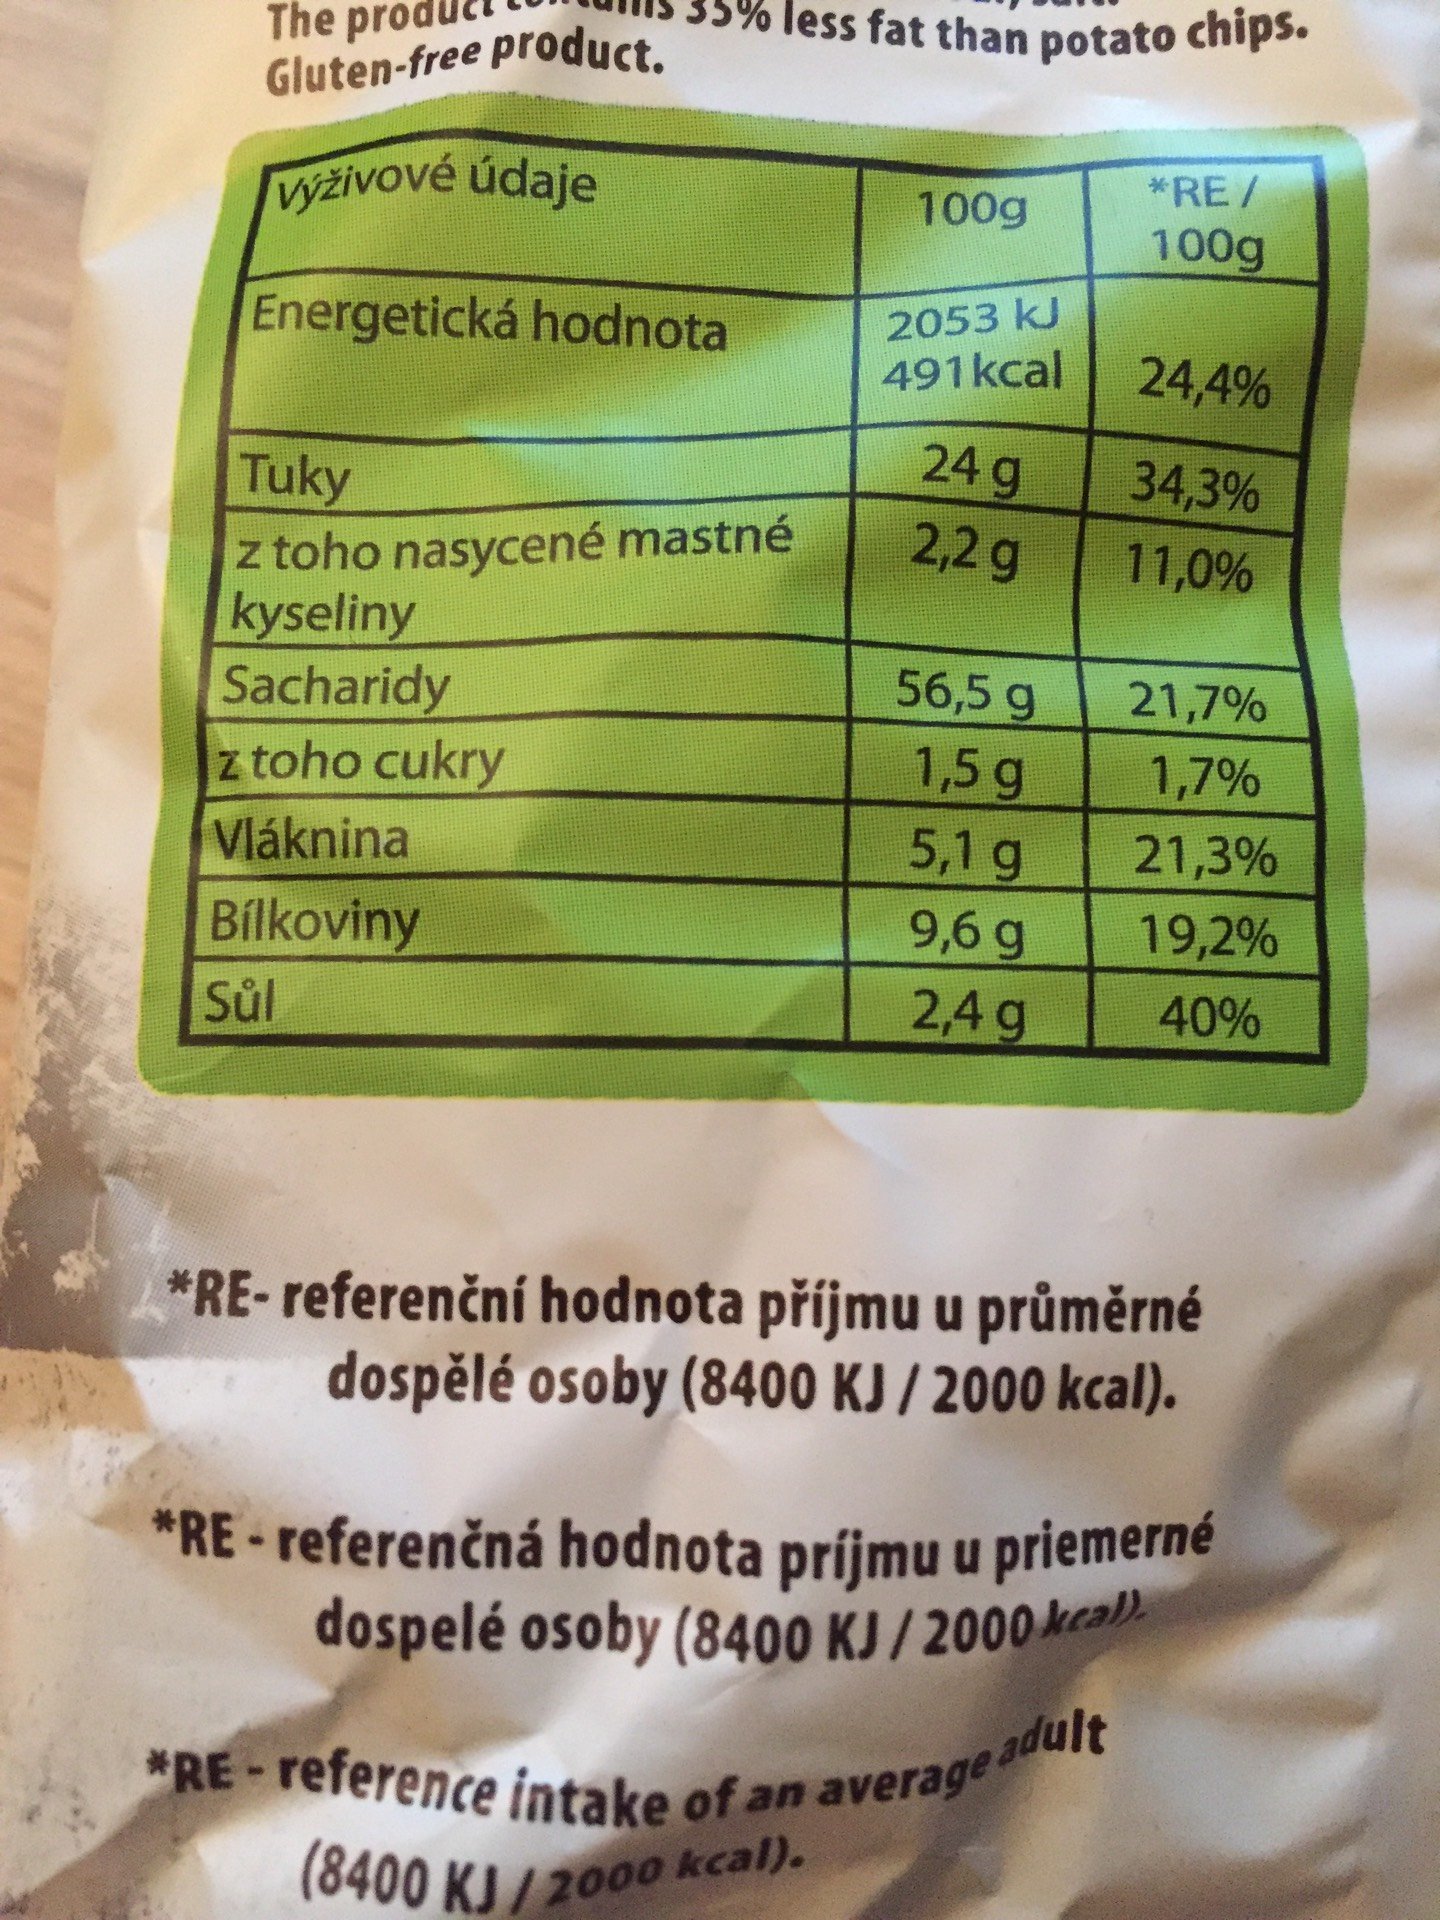 The product contains 35% less fat than potato chips.
Gluten-free product.
Výživové údaje 100g *RE / 100g
Energetická hodnota 2053 kJ 491kcal 24,4%
Tuky 24 g 34,3%
z toho nasycené mastné kyseliny 2,2 g 11,0%
Sacharidy 56,5 g 21,7%
z toho cukry 1,5 g 1,7%
Vláknina 5,1 g 21,3%
Bílkoviny 9,6 g 19,2%
Sůl 2,4 g 40%
*RE- referenční hodnota příjmu u průměrné
dospělé osoby (8400 KJ / 2000 kcal).
*RE - referenčná hodnota príjmu u priemerné
dospelé osoby (8400 KJ / 2000 kcal).
*RE - reference intake of an average adult
(8400 KJ / 2000 kcal).